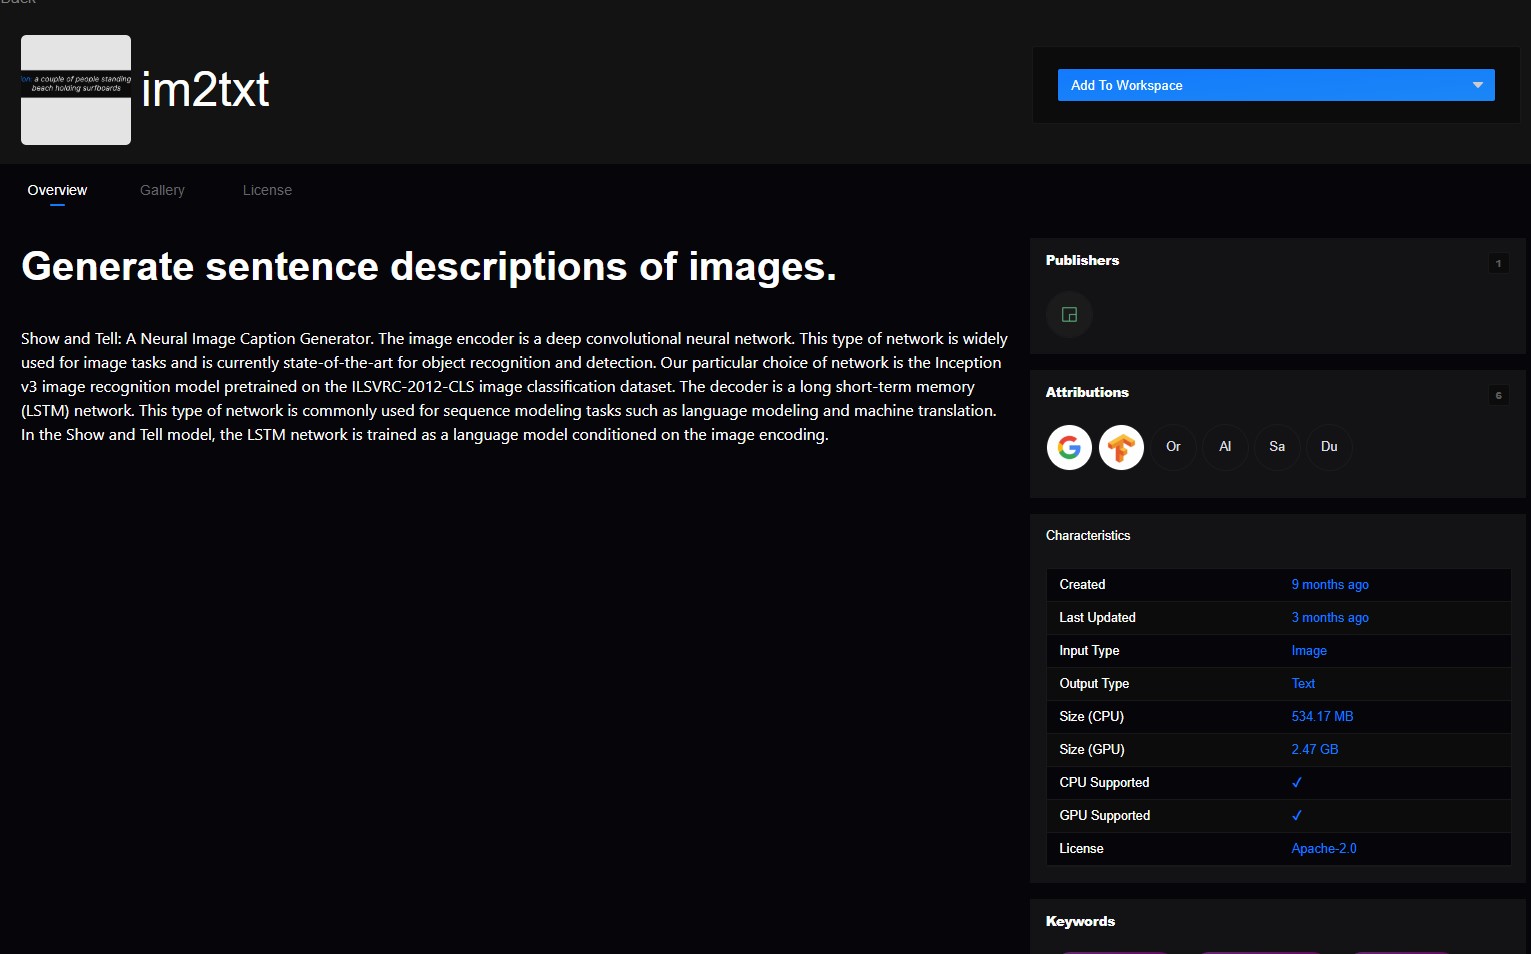 Back
on: a couple of people standing
beach holding surfboards
im2txt
Add To Workspace
Overview
Gallery
License
Generate sentence descriptions of images.
Show and Tell: A Neural Image Caption Generator. The image encoder is a deep convolutional neural network. This type of network is widely
used for image tasks and is currently state-of-the-art for object recognition and detection. Our particular choice of network is the Inception
v3 image recognition model pretrained on the ILSVRC-2012-CLS image classification dataset. The decoder is a long short-term memory
(LSTM) network. This type of network is commonly used for sequence modeling tasks such as language modeling and machine translation.
In the Show and Tell model, the LSTM network is trained as a language model conditioned on the image encoding.
Publishers 1
Attributions 6
Or Al Sa Du
Characteristics
Created 9 months ago
Last Updated 3 months ago
Input Type Image
Output Type Text
Size (CPU) 534.17 MB
Size (GPU) 2.47 GB
CPU Supported ✓
GPU Supported ✓
License Apache-2.0
Keywords